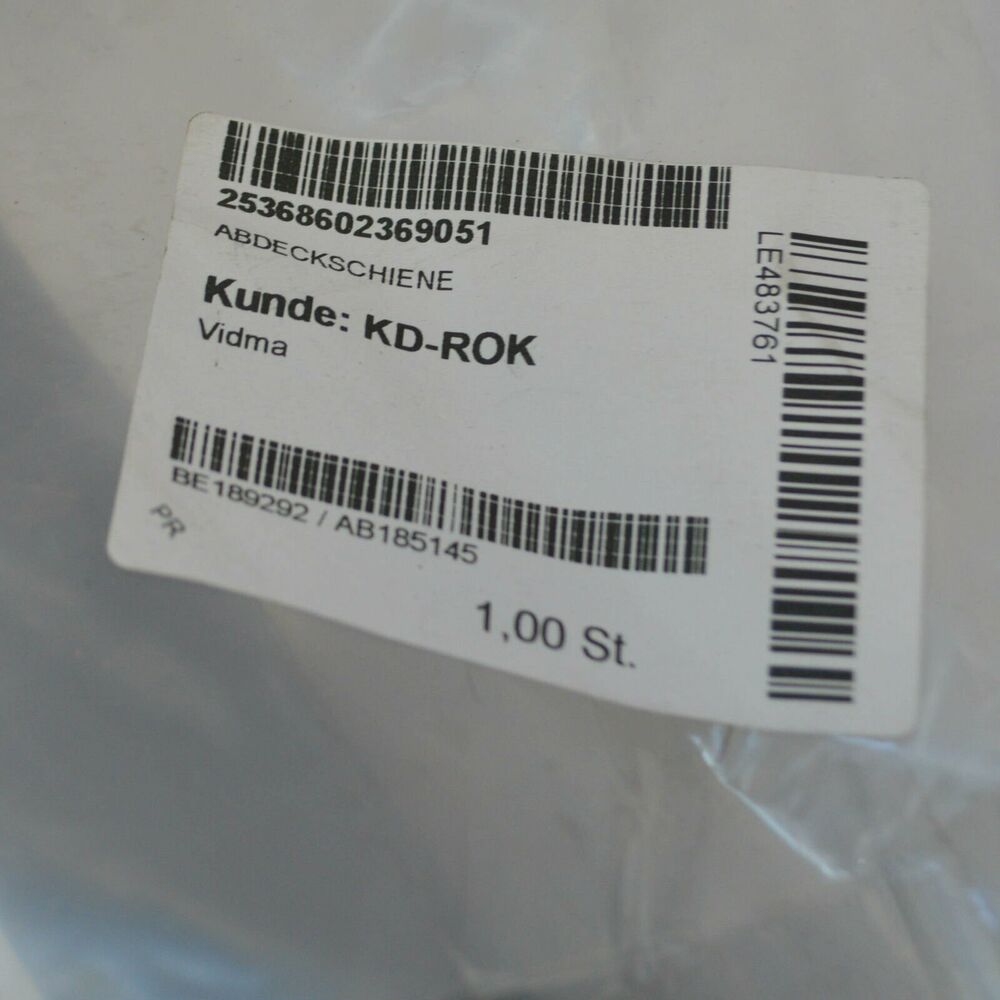 25368602369051
ABDECKSCHIENE
Kunde: KD-ROK
Vidma
BE189292 / AB185145
PR
1,00 St.
LE483761